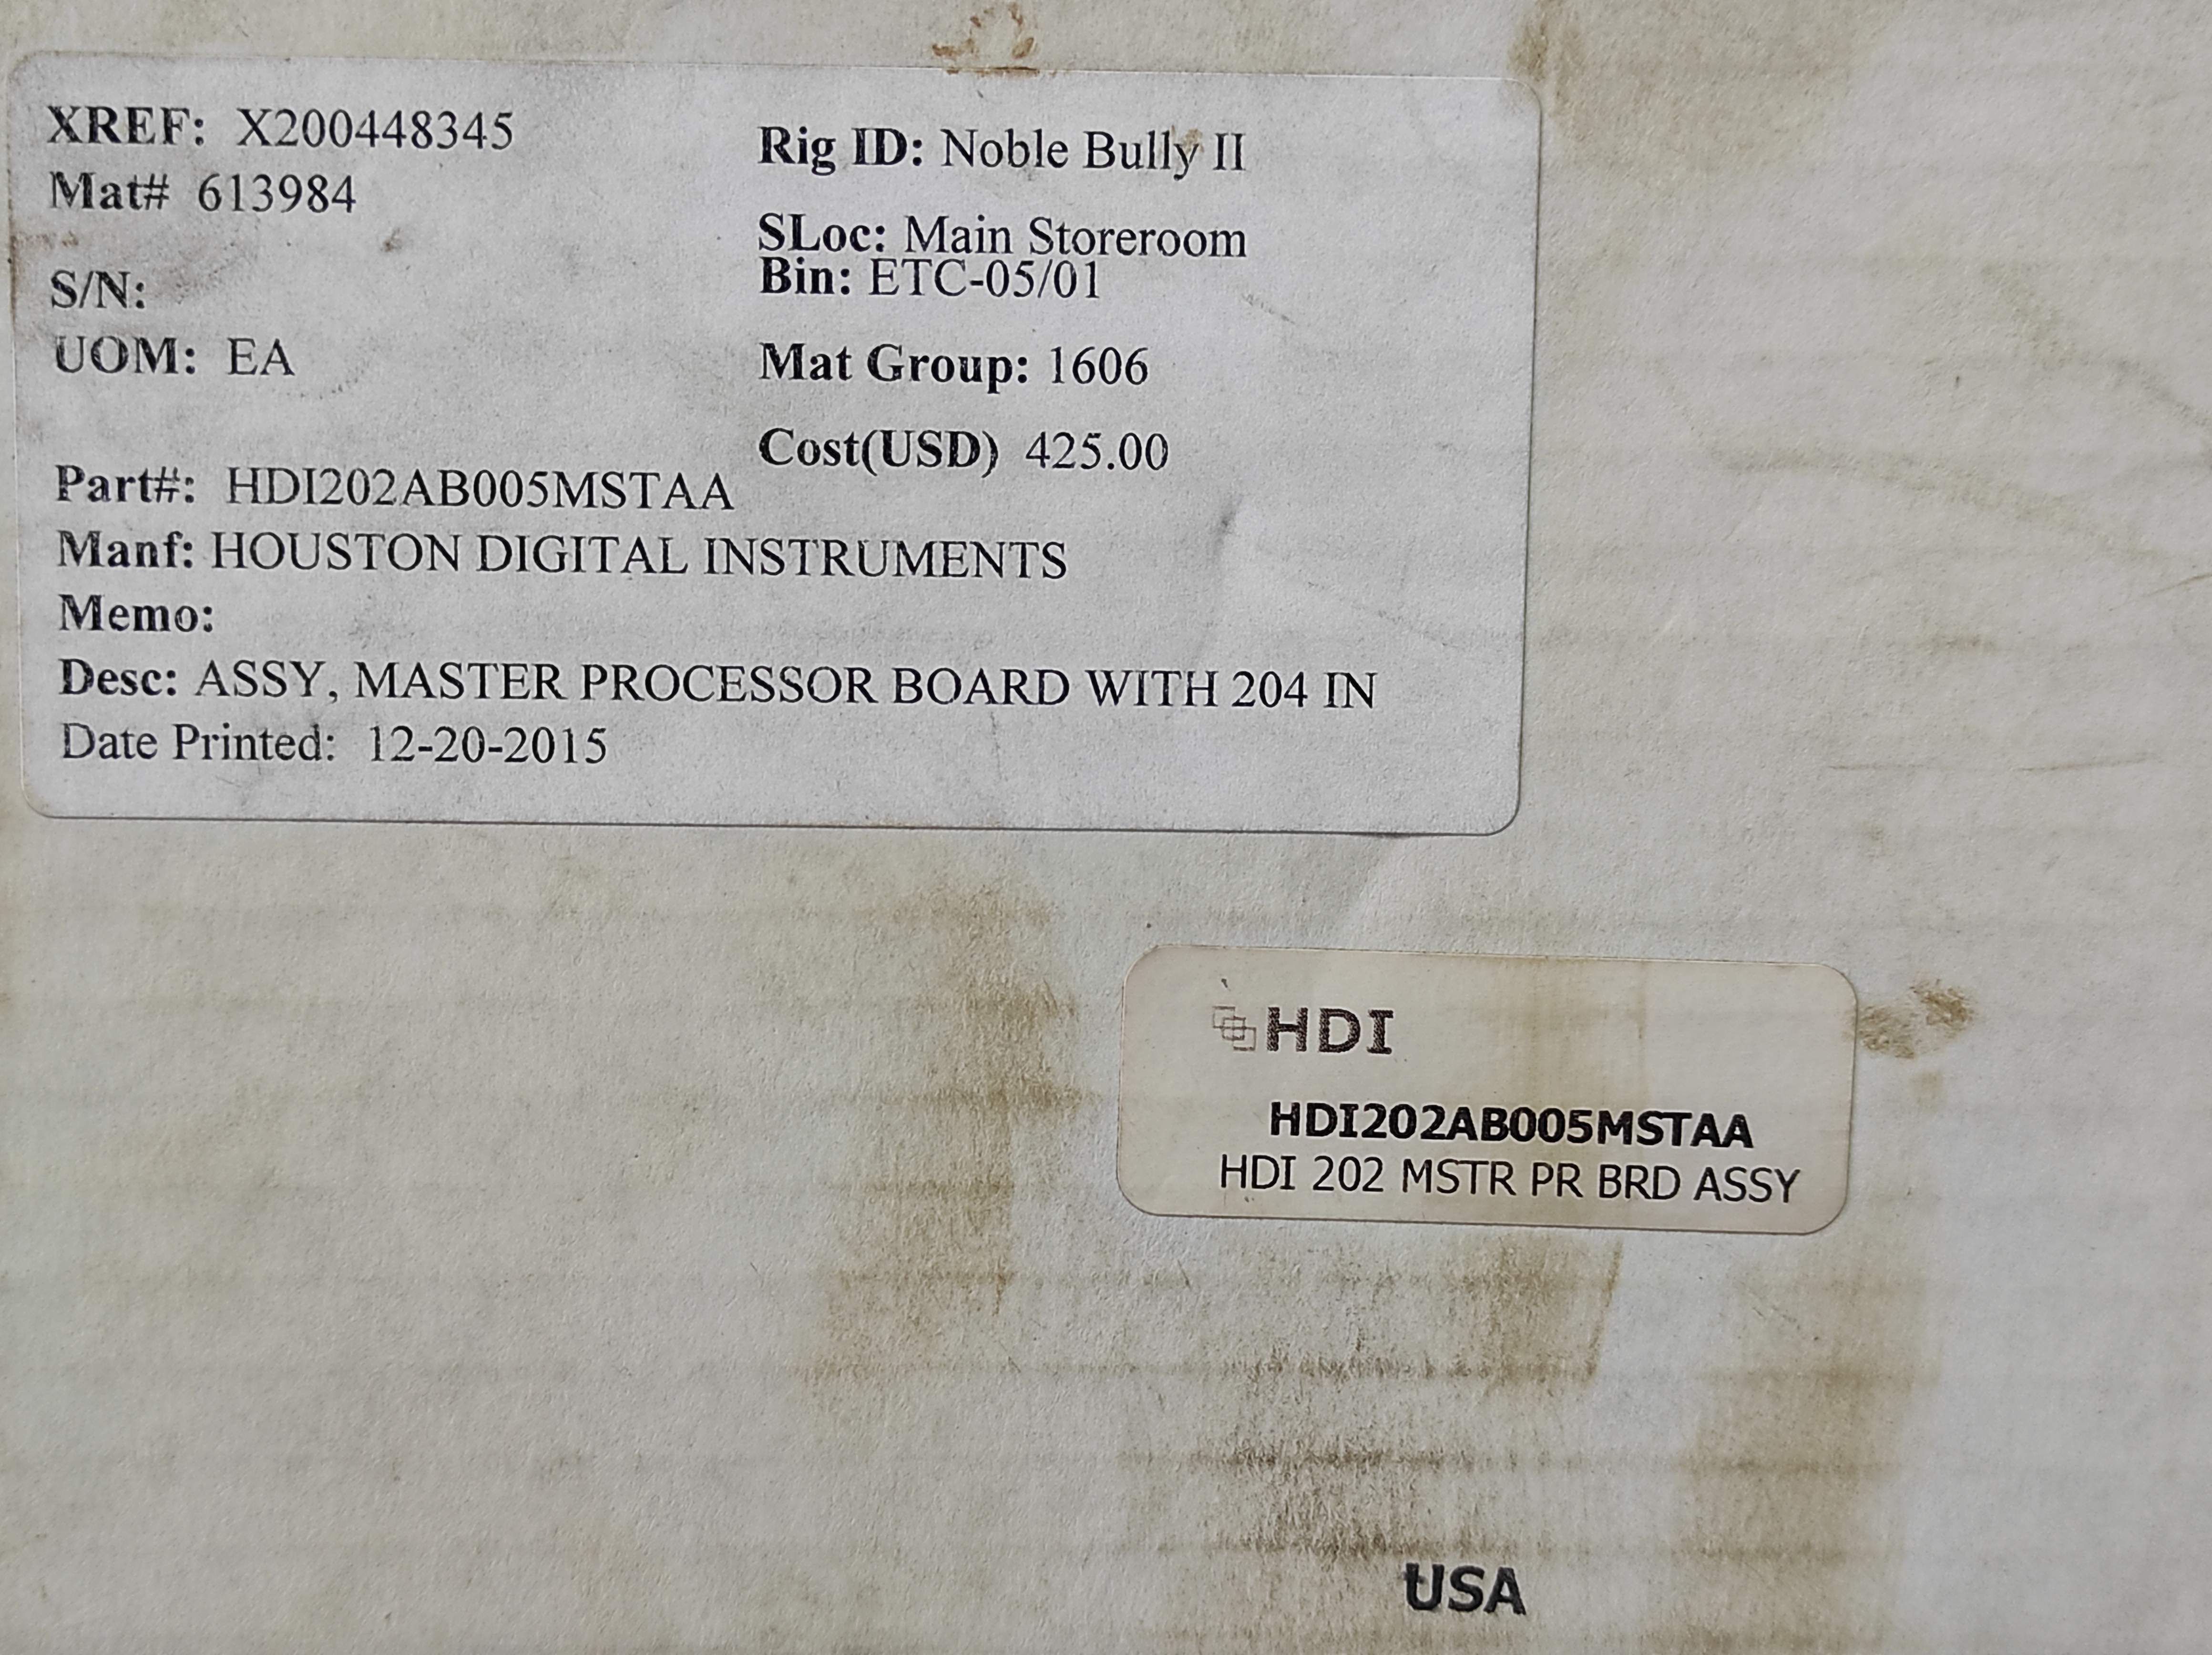 XREF: X200448345
Mat# 613984
S/N:
UOM: EA
Rig ID: Noble Bully II
SLoc: Main Storeroom
Bin: ETC-05/01
Mat Group: 1606
Cost(USD) 425.00
Part#: HDI202AB005MSTAA
Manf: HOUSTON DIGITAL INSTRUMENTS
Memo:
Desc: ASSY, MASTER PROCESSOR BOARD WITH 204 IN
Date Printed: 12-20-2015
HDI
HDI202AB005MSTAA
HDI 202 MSTR PR BRD ASSY
USA